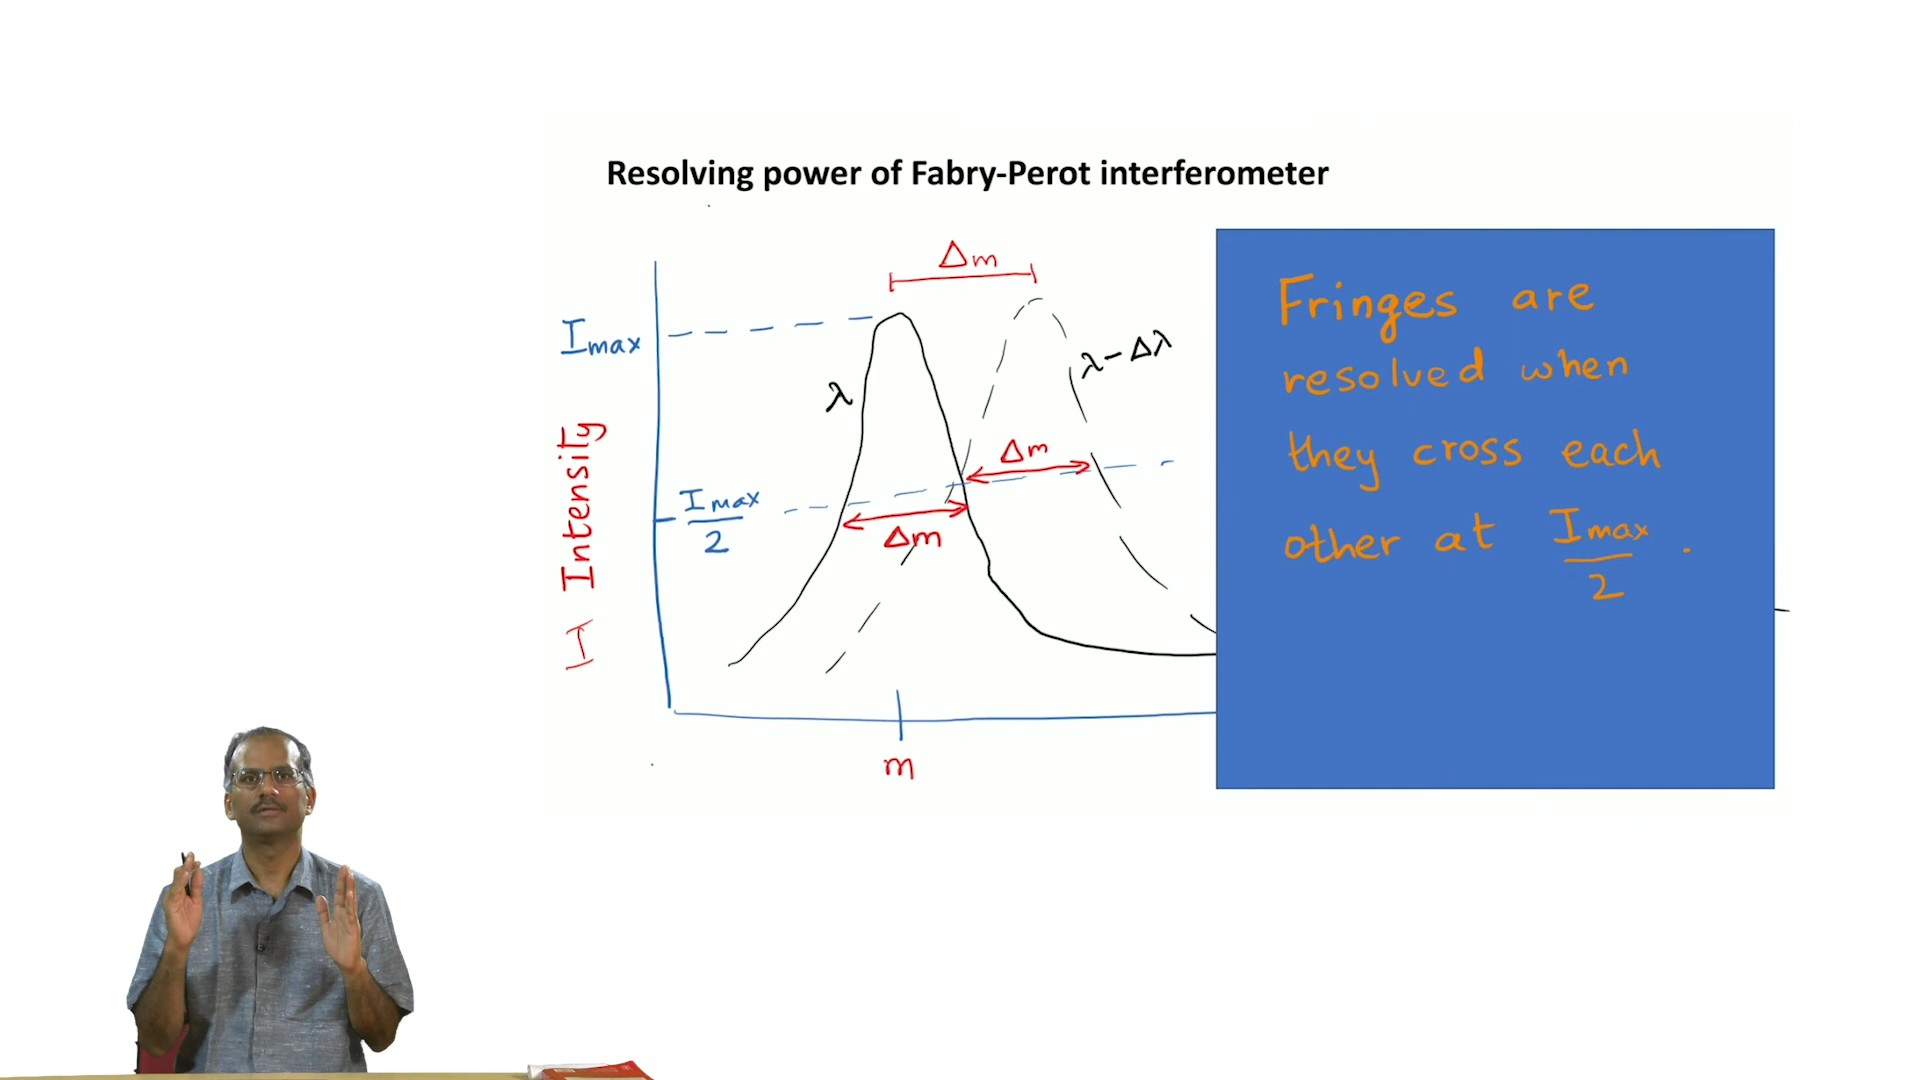 Resolving power of Fabry-Perot interferometer
Δm
Imax
λ
λ-Δλ
Δm
Imax/2
Δm
Intensity
m
Fringes are
resolved when
they cross each
other at Imax/2 .